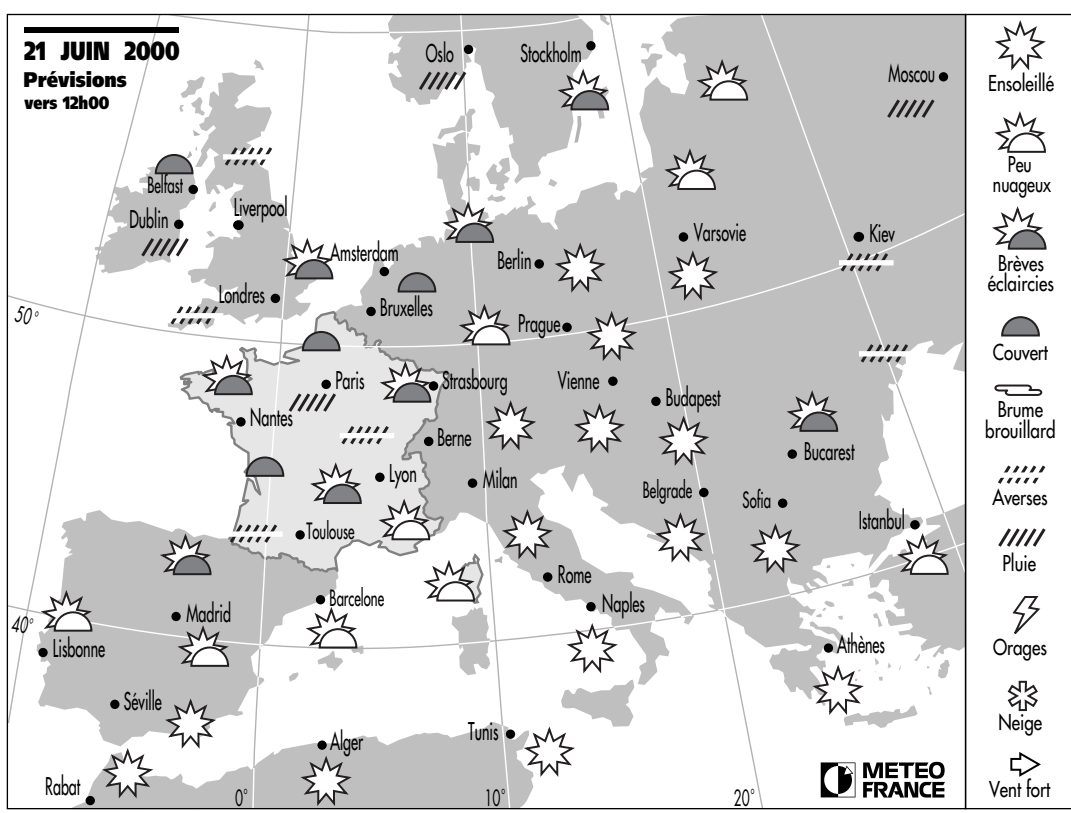 21 JUIN 2000
Prévisions
vers 12h00
Oslo
Stockholm
Moscou
Belfast
Dublin
Liverpool
Amsterdam
Londres
Bruxelles
Berlin
Varsovie
Kiev
50°
Prague
Paris
Strasbourg
Vienne
Budapest
Nantes
Berne
Bucarest
Lyon
Milan
Belgrade
Sofia
Istanbul
Toulouse
Rome
Barcelone
Naples
Madrid
40°
Lisbonne
Athènes
Séville
Tunis
Alger
Rabat
0°
10°
20°
METEO
FRANCE
Ensoleillé
Peu
nuageux
Brèves
éclaircies
Couvert
Brume
brouillard
Averses
Pluie
Orages
Neige
Vent fort